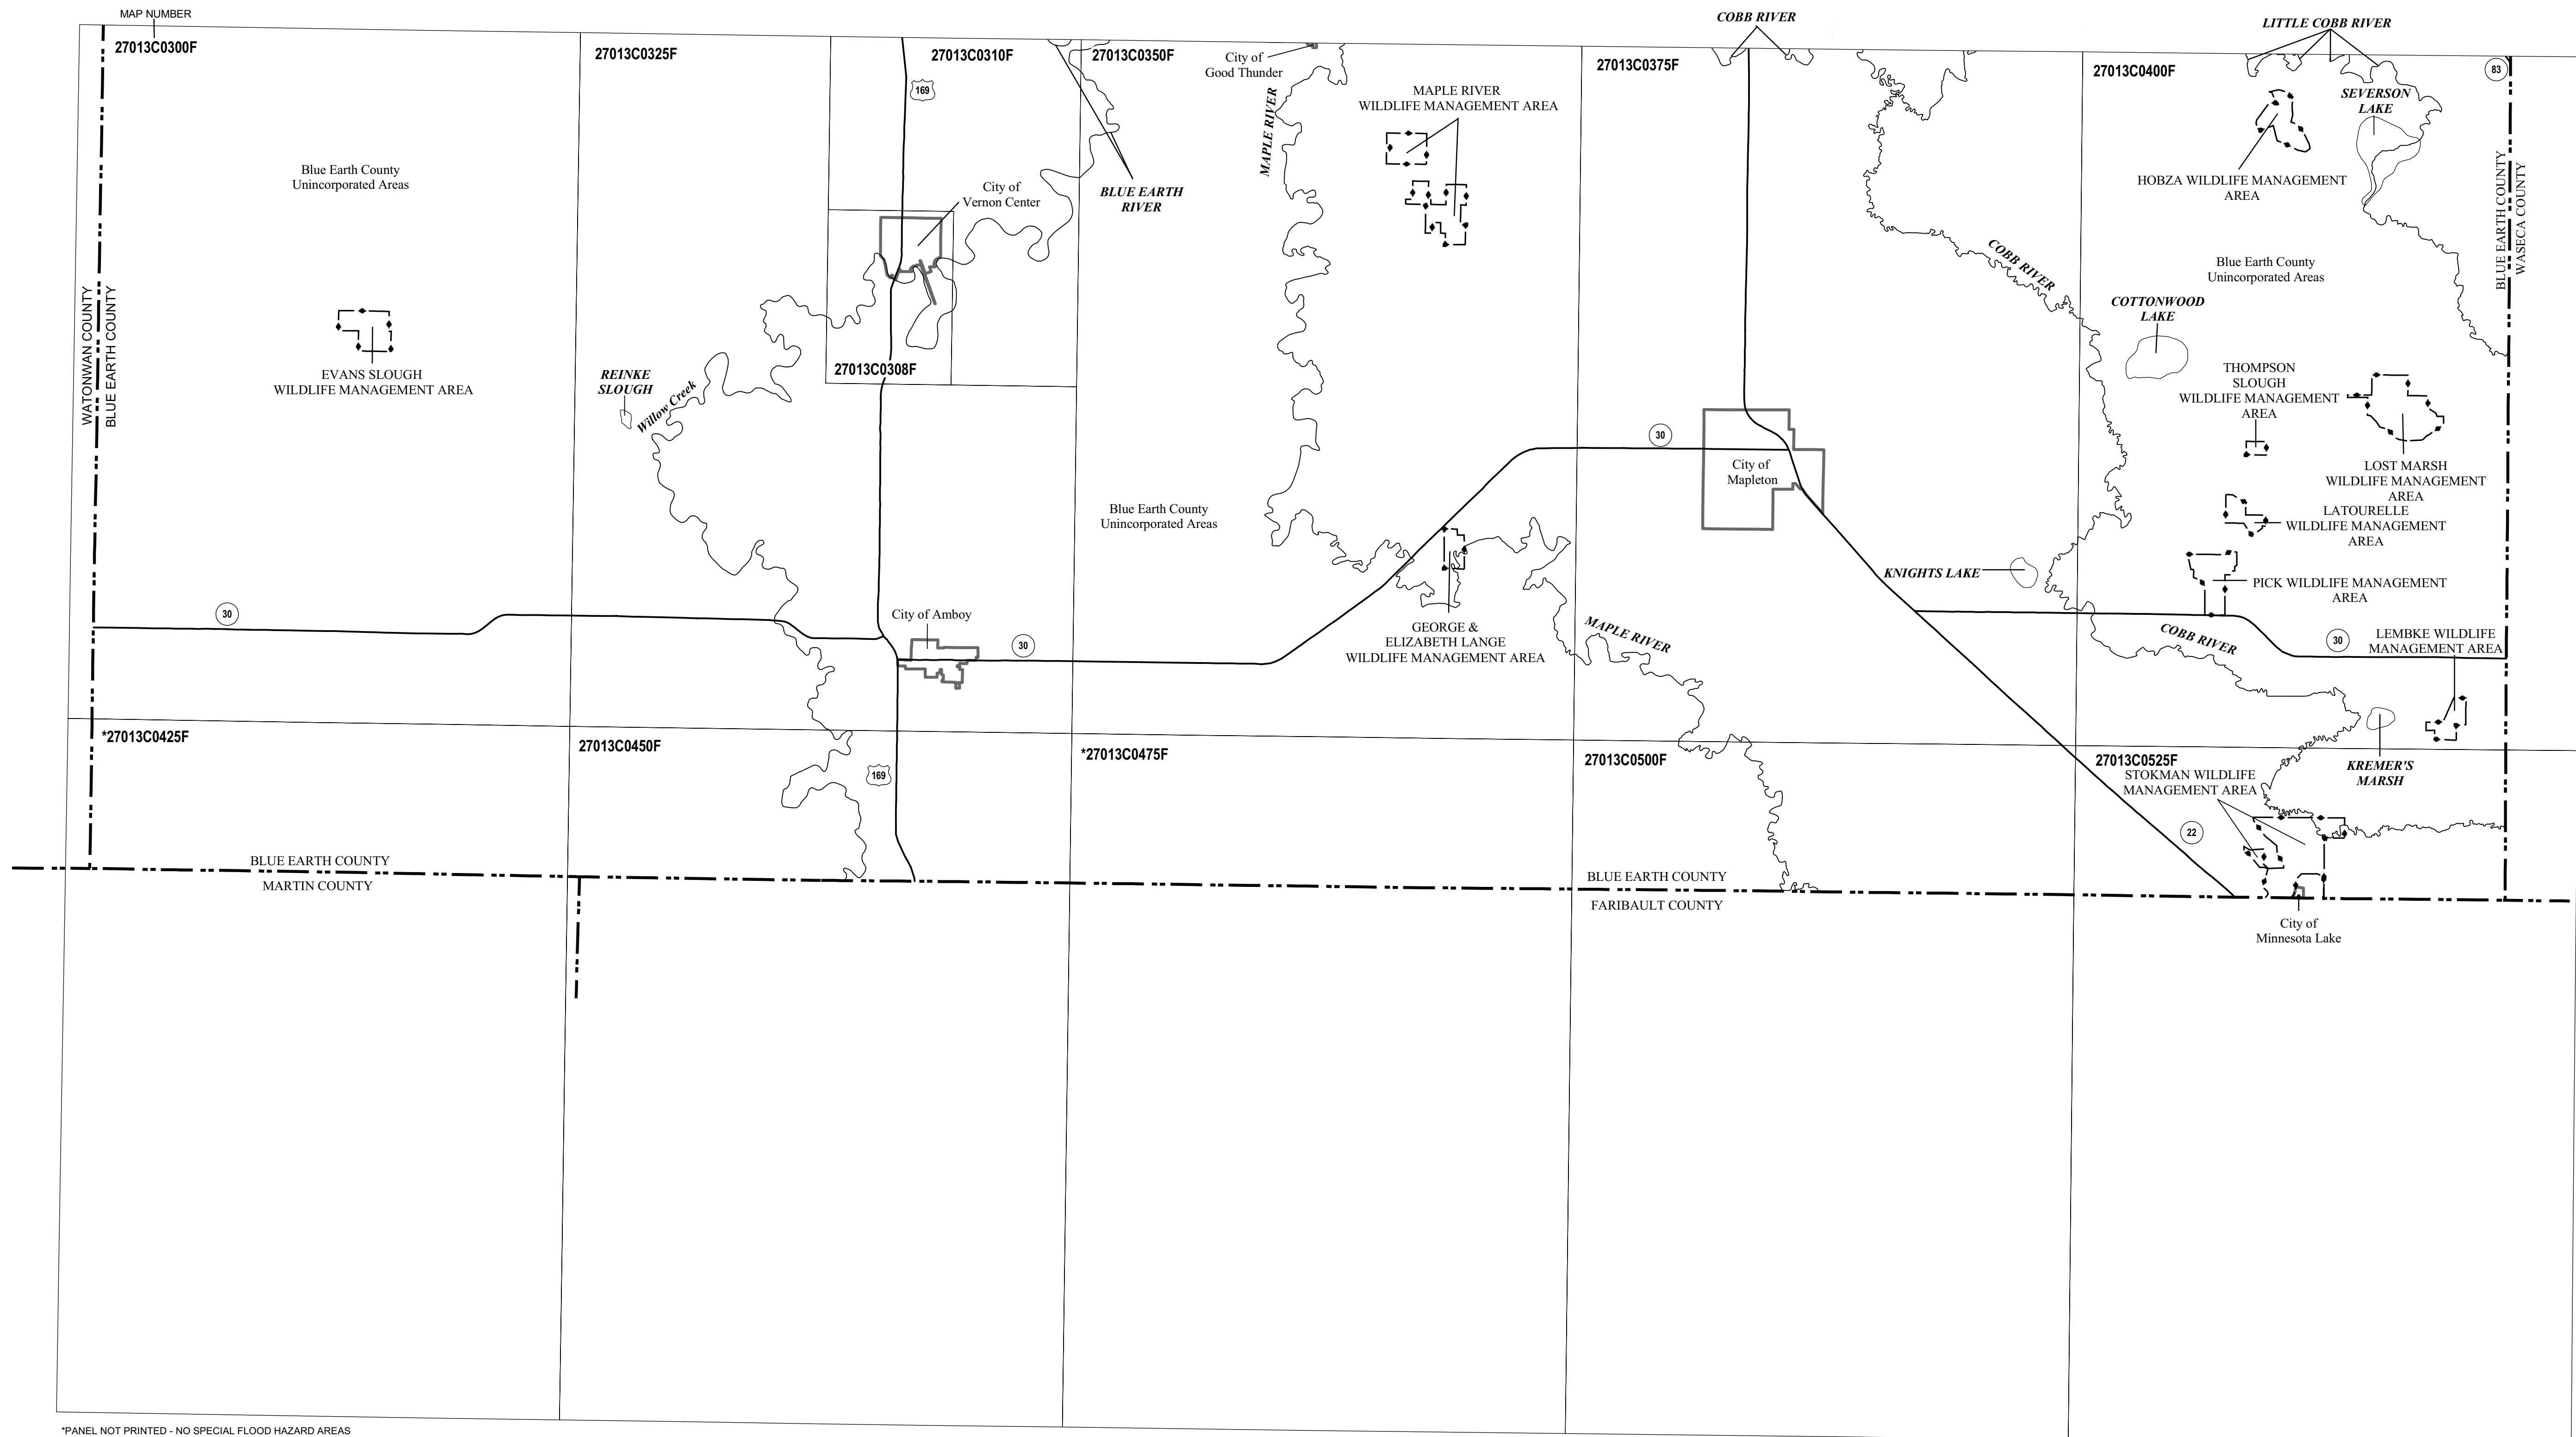 MAP NUMBER
COBB RIVER
LITTLE COBB RIVER
27013C0300F
27013C0325F
27013C0310F
27013C0350F
City of
Good Thunder
27013C0375F
27013C0400F
83
169
MAPLE RIVER
WILDLIFE MANAGEMENT AREA
MAPLE RIVER
SEVERSON
LAKE
Blue Earth County
Unincorporated Areas
City of
Vernon Center
BLUE EARTH
RIVER
HOBZA WILDLIFE MANAGEMENT
AREA
BLUE EARTH COUNTY
WASECA COUNTY
COBB RIVER
Blue Earth County
Unincorporated Areas
COTTONWOOD
LAKE
WATONWAN COUNTY
BLUE EARTH COUNTY
EVANS SLOUGH
WILDLIFE MANAGEMENT AREA
REINKE
SLOUGH
Willow Creek
27013C0308F
THOMPSON
SLOUGH
WILDLIFE MANAGEMENT
AREA
30
City of
Mapleton
LOST MARSH
WILDLIFE MANAGEMENT
AREA
Blue Earth County
Unincorporated Areas
LATOURELLE
WILDLIFE MANAGEMENT
AREA
KNIGHTS LAKE
PICK WILDLIFE MANAGEMENT
AREA
30
City of Amboy
30
GEORGE &
ELIZABETH LANGE
WILDLIFE MANAGEMENT AREA
MAPLE RIVER
COBB RIVER
30
LEMBKE WILDLIFE
MANAGEMENT AREA
*27013C0425F
27013C0450F
*27013C0475F
27013C0500F
27013C0525F
169
STOKMAN WILDLIFE
MANAGEMENT AREA
KREMER'S
MARSH
22
BLUE EARTH COUNTY
MARTIN COUNTY
BLUE EARTH COUNTY
FARIBAULT COUNTY
City of
Minnesota Lake
*PANEL NOT PRINTED - NO SPECIAL FLOOD HAZARD AREAS